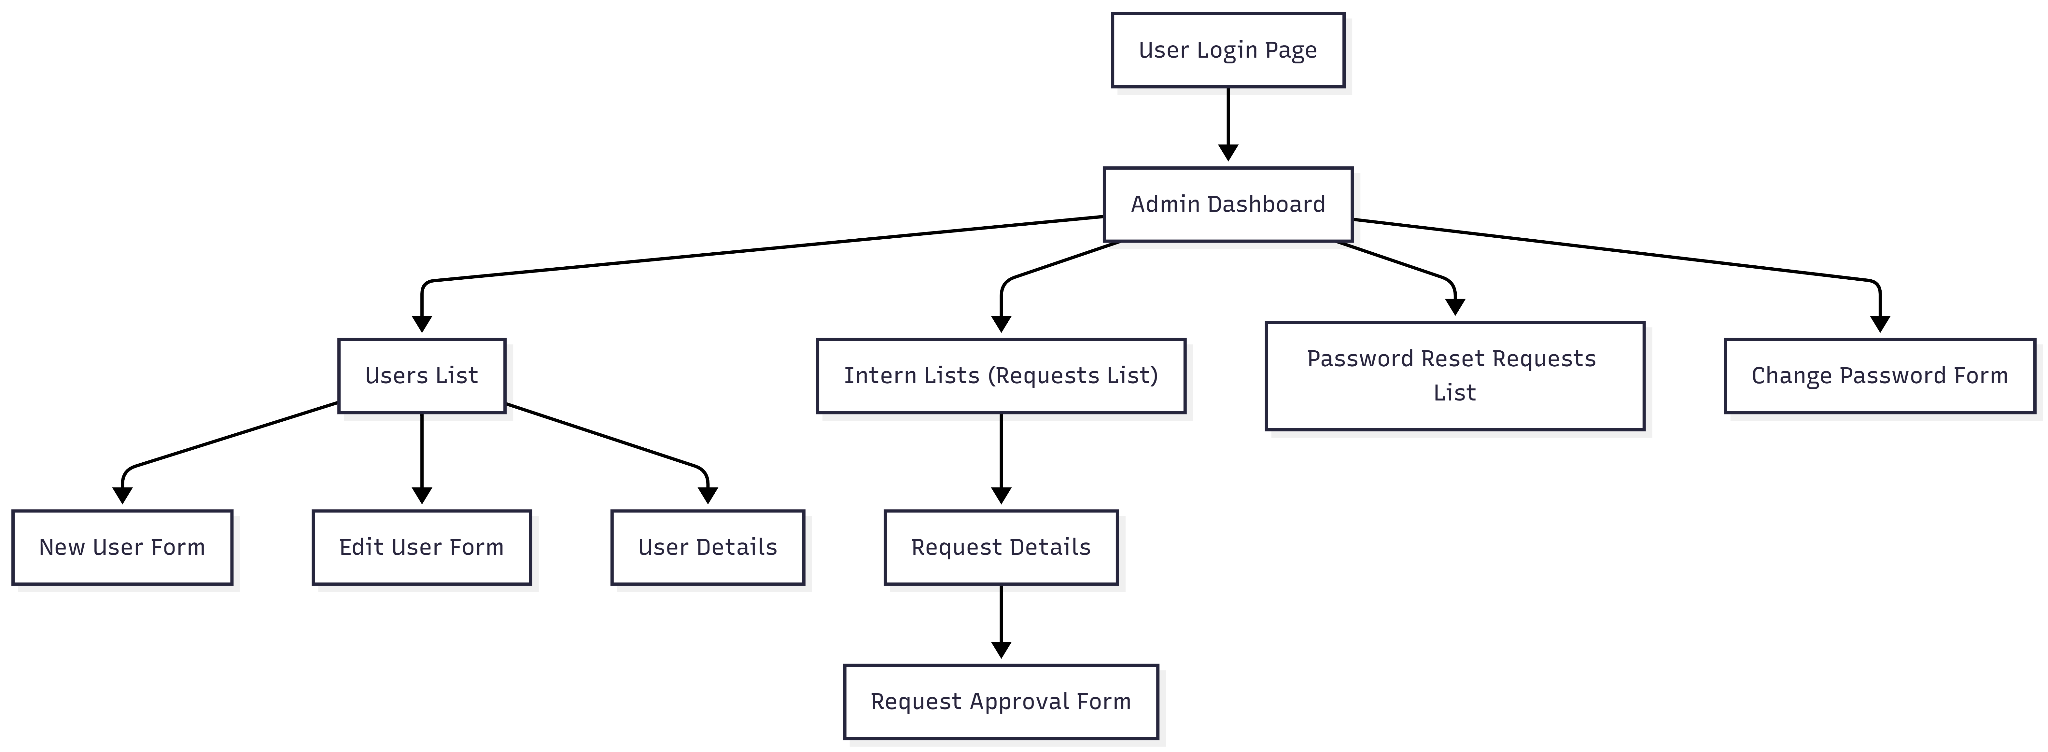 User Login Page
Admin Dashboard
Users List
Intern Lists (Requests List)
Password Reset Requests
List
Change Password Form
New User Form
Edit User Form
User Details
Request Details
Request Approval Form